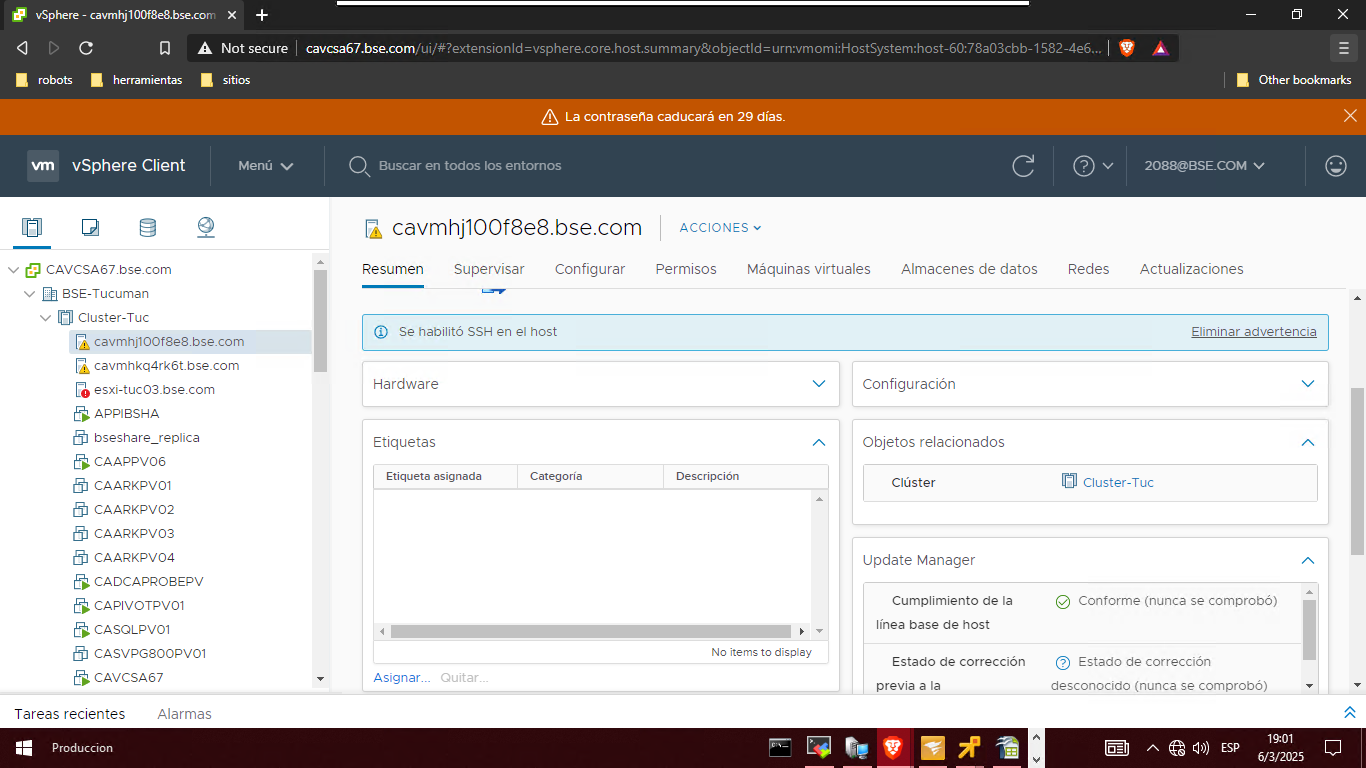 vSphere - cavmhj100f8e8.bse.com
Not secure
cavcsa67.bse.com/ui/#?extensionId=vsphere.core.host.summary&objectId=urn:vmomi:HostSystem:host-60:78a03cbb-1582-4e6...
robots
herramientas
sitios
Other bookmarks
La contraseña caducará en 29 días.
vm
vSphere Client
Menú
Buscar en todos los entornos
2088@BSE.COM
CAVCSA67.bse.com
BSE-Tucuman
Cluster-Tuc
cavmhj100f8e8.bse.com
cavmhkq4rk6t.bse.com
esxi-tuc03.bse.com
APPIBSHA
bseshare_replica
CAAPPV06
CAARKPV01
CAARKPV02
CAARKPV03
CAARKPV04
CADCAPROBEPV
CAPIVOTPV01
CASQLPV01
CASVPG800PV01
CAVCSA67
cavmhj100f8e8.bse.com
ACCIONES
Resumen
Supervisar
Configurar
Permisos
Máquinas virtuales
Almacenes de datos
Redes
Actualizaciones
Se habilitó SSH en el host
Eliminar advertencia
Hardware
Configuración
Etiquetas
Etiqueta asignada
Categoría
Descripción
No items to display
Asignar...
Quitar...
Objetos relacionados
Clúster
Cluster-Tuc
Update Manager
Cumplimiento de la
línea base de host
Conforme (nunca se comprobó)
Estado de corrección
previa a la
Estado de corrección
desconocido (nunca se comprobó)
Tareas recientes
Alarmas
Produccion
ESP
19:01
6/3/2025